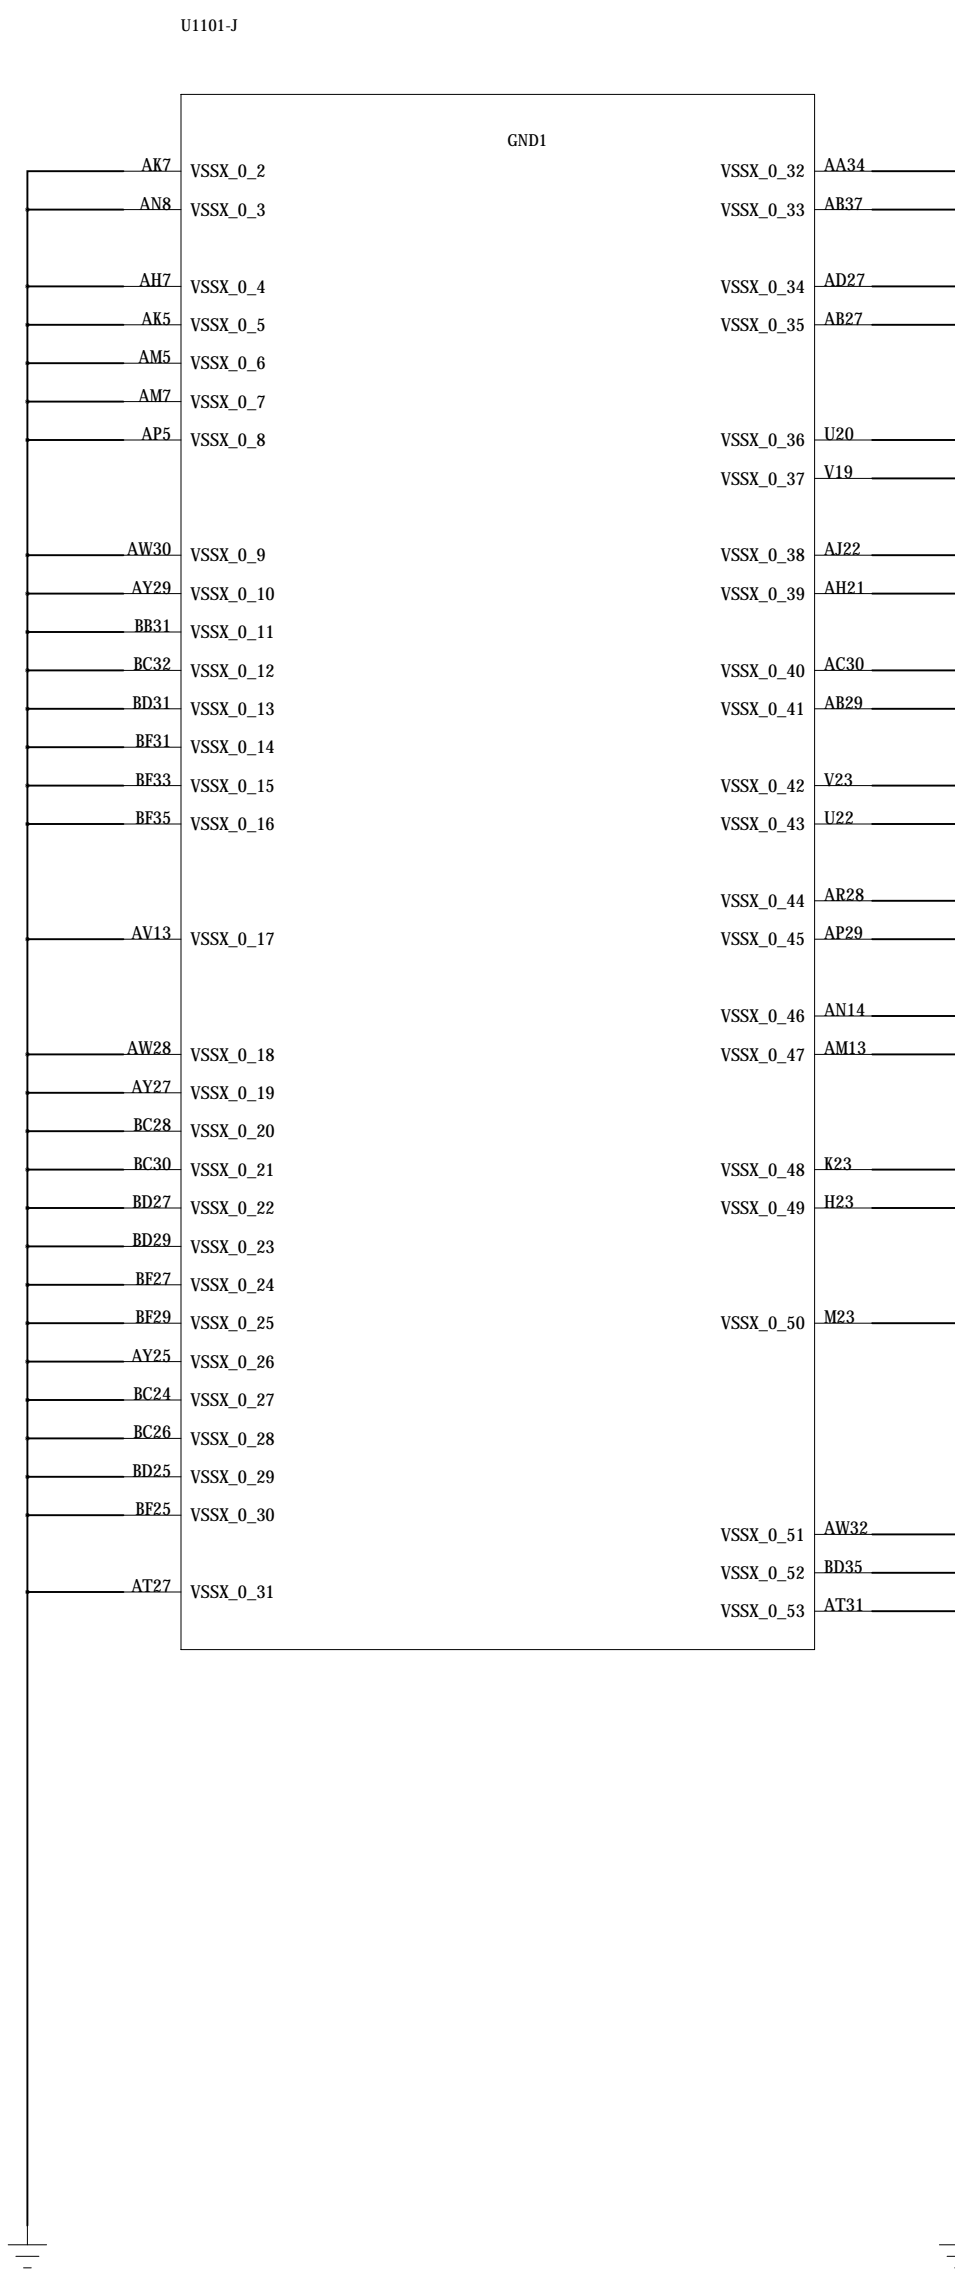 U1101-J
GND1
AK7 VSSX_0_2 VSSX_0_32 AA34
AN8 VSSX_0_3 VSSX_0_33 AB37
AH7 VSSX_0_4 VSSX_0_34 AD27
AK5 VSSX_0_5 VSSX_0_35 AB27
AM5 VSSX_0_6
AM7 VSSX_0_7
AP5 VSSX_0_8 VSSX_0_36 U20
VSSX_0_37 V19
AW30 VSSX_0_9 VSSX_0_38 AJ22
AY29 VSSX_0_10 VSSX_0_39 AH21
BB31 VSSX_0_11
BC32 VSSX_0_12 VSSX_0_40 AC30
BD31 VSSX_0_13 VSSX_0_41 AB29
BF31 VSSX_0_14
BF33 VSSX_0_15 VSSX_0_42 V23
BF35 VSSX_0_16 VSSX_0_43 U22
VSSX_0_44 AR28
AV13 VSSX_0_17 VSSX_0_45 AP29
VSSX_0_46 AN14
AW28 VSSX_0_18 VSSX_0_47 AM13
AY27 VSSX_0_19
BC28 VSSX_0_20
BC30 VSSX_0_21 VSSX_0_48 K23
BD27 VSSX_0_22 VSSX_0_49 H23
BD29 VSSX_0_23
BF27 VSSX_0_24
BF29 VSSX_0_25 VSSX_0_50 M23
AY25 VSSX_0_26
BC24 VSSX_0_27
BC26 VSSX_0_28
BD25 VSSX_0_29
BF25 VSSX_0_30
VSSX_0_51 AW32
VSSX_0_52 BD35
AT27 VSSX_0_31
VSSX_0_53 AT31